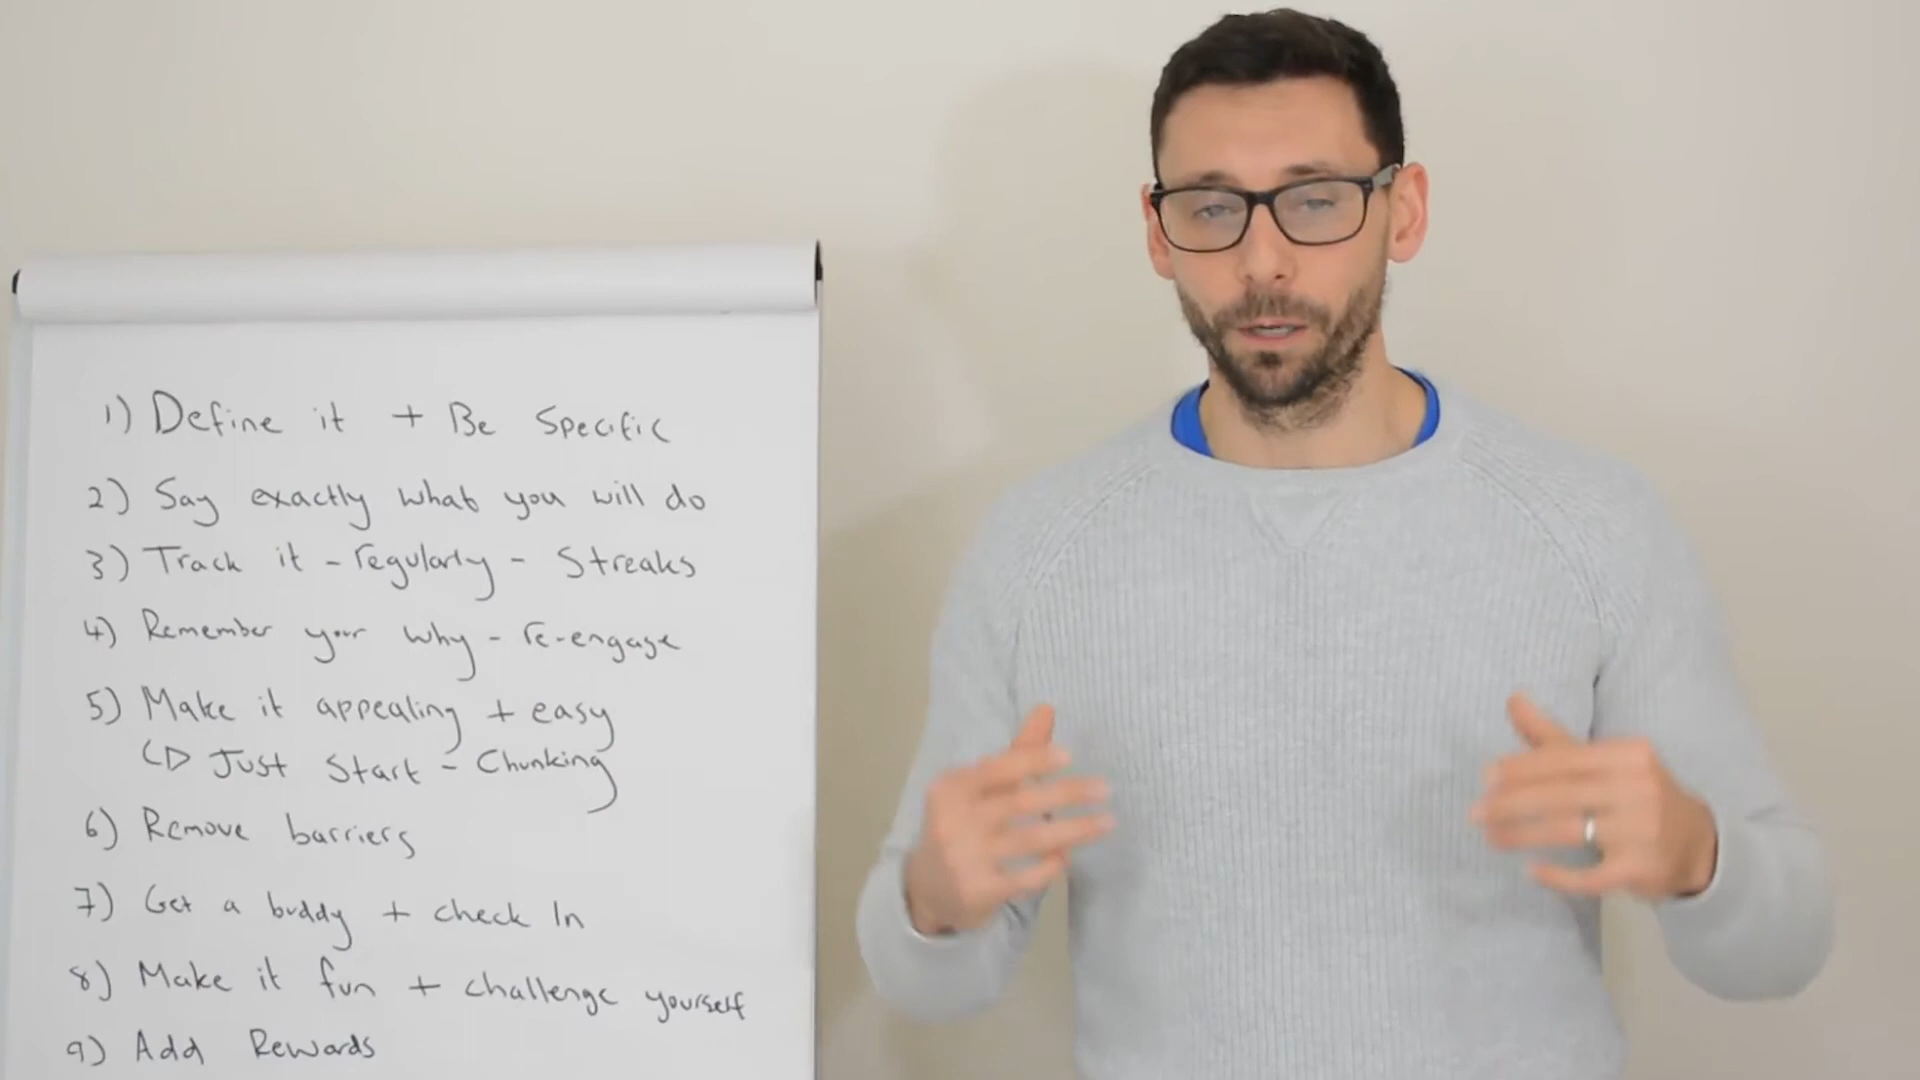 1) Define it + Be Specific
2) Say exactly what you will do
3) Track it - regularly - Streaks
4) Remember your why - re-engage
5) Make it appealing + easy
Just Start - Chunking
6) Remove barriers
7) Get a buddy + check In
8) Make it fun + challenge yourself
9) Add Rewards